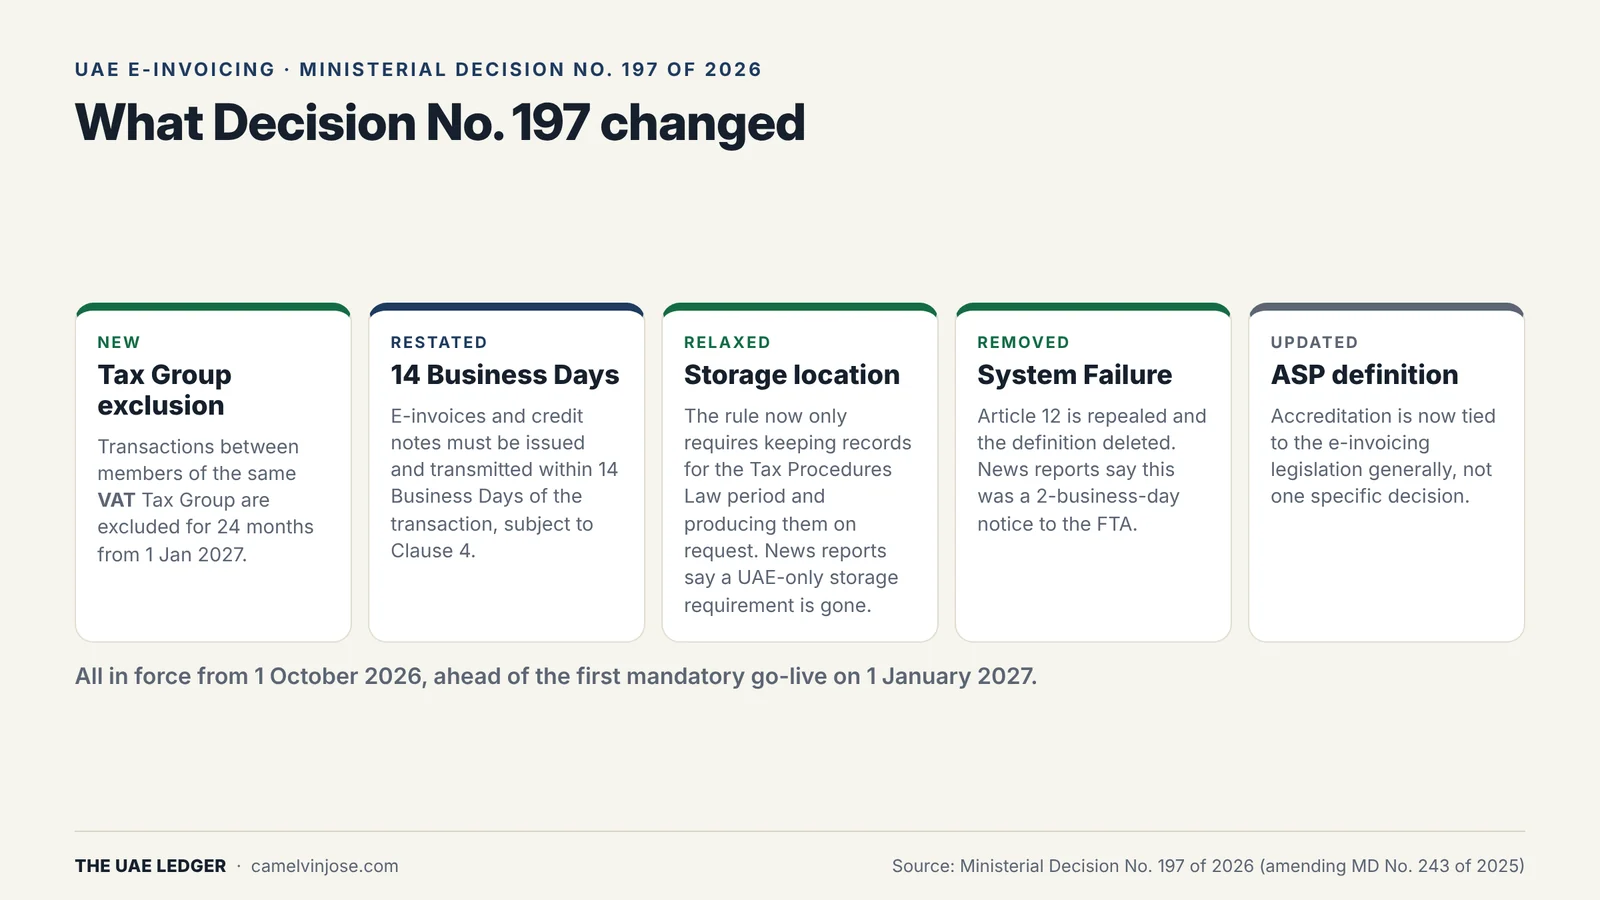 UAE E-INVOICING · MINISTERIAL DECISION NO. 197 OF 2026
What Decision No. 197 changed
NEW
Tax Group
exclusion
Transactions between
members of the same
VAT Tax Group are
excluded for 24 months
from 1 Jan 2027.
RESTATED
14 Business Days
E-invoices and credit
notes must be issued
and transmitted within 14
Business Days of the
transaction, subject to
Clause 4.
RELAXED
Storage location
The rule now only
requires keeping records
for the Tax Procedures
Law period and
producing them on
request. News reports
say a UAE-only storage
requirement is gone.
REMOVED
System Failure
Article 12 is repealed and
the definition deleted.
News reports say this
was a 2-business-day
notice to the FTA.
UPDATED
ASP definition
Accreditation is now tied
to the e-invoicing
legislation generally, not
one specific decision.
All in force from 1 October 2026, ahead of the first mandatory go-live on 1 January 2027.
THE UAE LEDGER · camelvinjose.com
Source: Ministerial Decision No. 197 of 2026 (amending MD No. 243 of 2025)